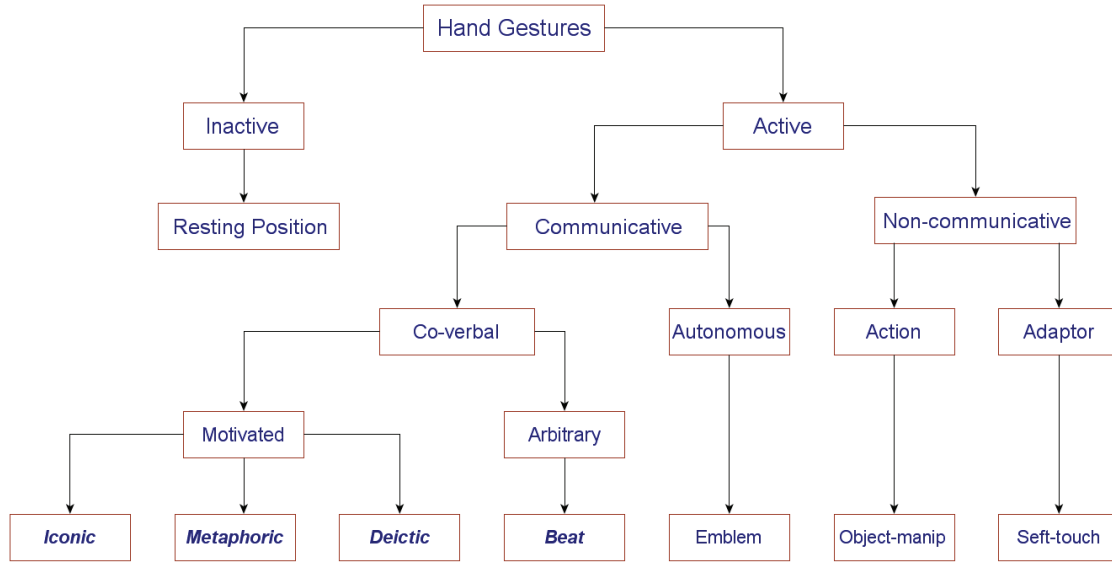 Hand Gestures
Inactive
Active
Resting Position
Communicative
Non-communicative
Co-verbal
Autonomous
Action
Adaptor
Motivated
Arbitrary
Iconic
Metaphoric
Deictic
Beat
Emblem
Object-manip
Seft-touch